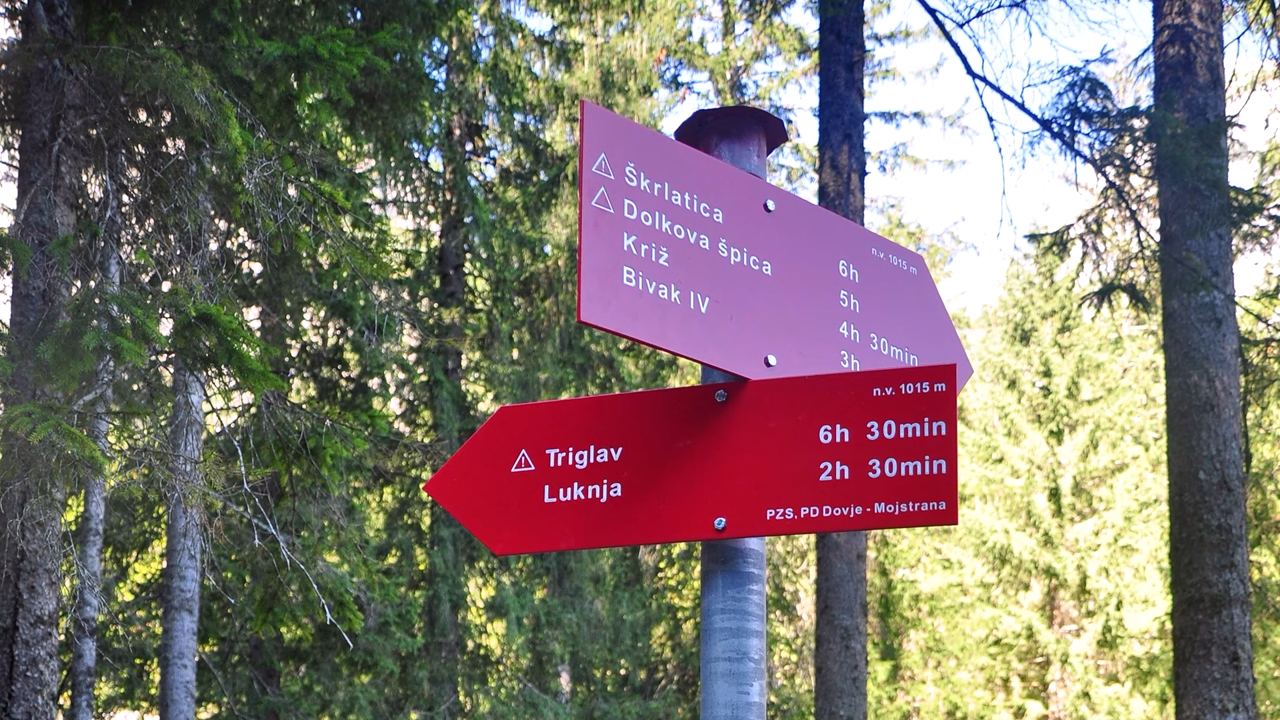 n.v. 1015 m
Škrlatica 6h
Dolkova špica 5h
Križ 4h 30min
Bivak IV 3h
n.v. 1015 m
Triglav 6h 30min
Luknja 2h 30min
PZS, PD Dovje - Mojstrana